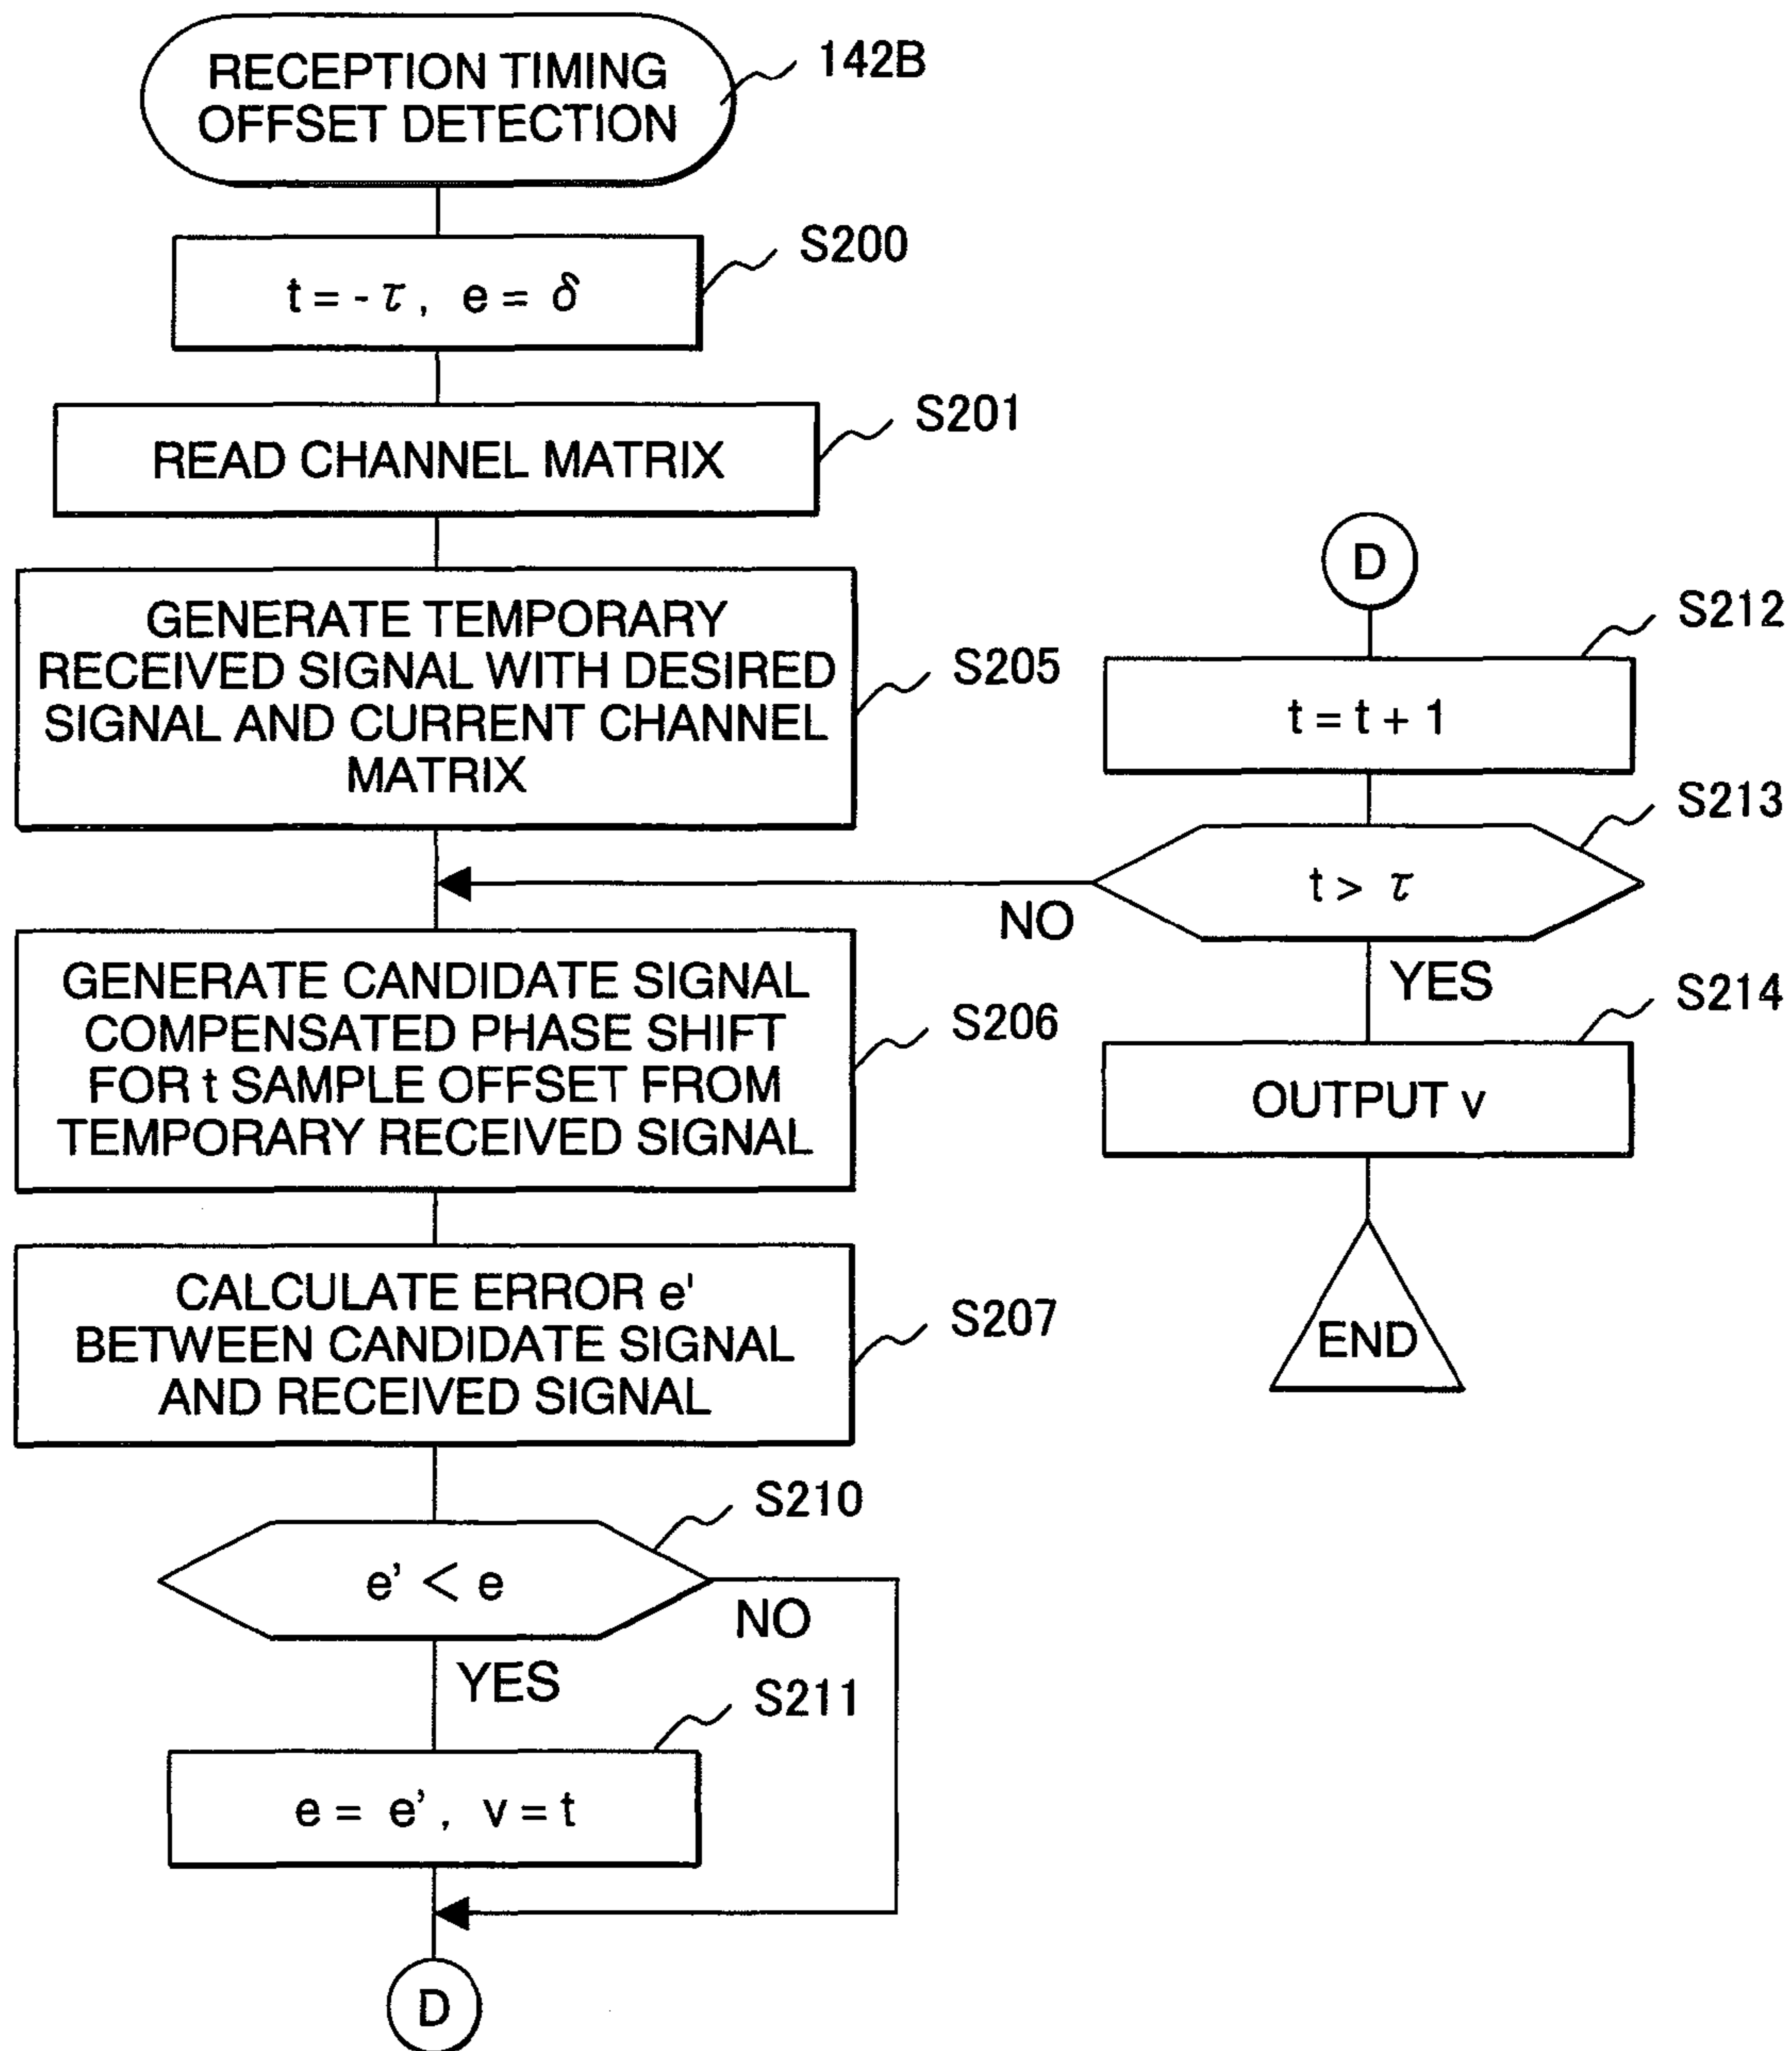 RECEPTION TIMING
OFFSET DETECTION
142B
S200
t = - τ , e = δ
S201
READ CHANNEL MATRIX
GENERATE TEMPORARY
RECEIVED SIGNAL WITH DESIRED
SIGNAL AND CURRENT CHANNEL
MATRIX
S205
GENERATE CANDIDATE SIGNAL
COMPENSATED PHASE SHIFT
FOR t SAMPLE OFFSET FROM
TEMPORARY RECEIVED SIGNAL
S206
CALCULATE ERROR e'
BETWEEN CANDIDATE SIGNAL
AND RECEIVED SIGNAL
S207
S210
e' < e
NO
YES
S211
e = e' , v = t
D
D
S212
t = t + 1
S213
t > τ
NO
YES
S214
OUTPUT v
END